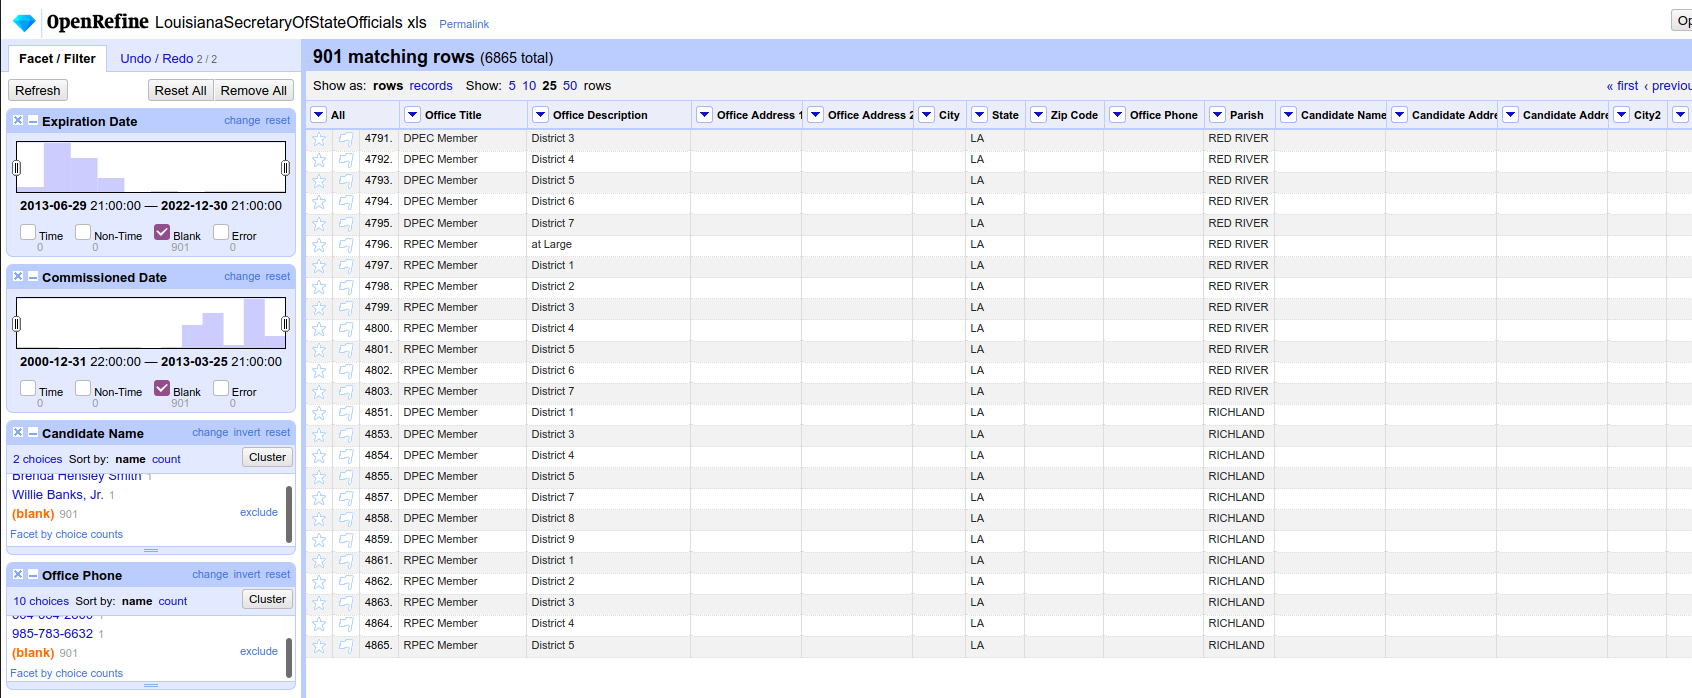 OpenRefine LouisianaSecretaryOfStateOfficials xls Permalink
Facet / Filter Undo / Redo 2 / 2
Refresh Reset All Remove All
Expiration Date change reset
2013-06-29 21:00:00 — 2022-12-30 21:00:00
Time Non-Time Blank Error
0 0 901 0
Commissioned Date change reset
2000-12-31 22:00:00 — 2013-03-25 21:00:00
Time Non-Time Blank Error
0 0 901 0
Candidate Name change invert reset
2 choices Sort by: name count Cluster
Brenda Hensley Smith 1
Willie Banks, Jr. 1
(blank) 901 exclude
Facet by choice counts
Office Phone change invert reset
10 choices Sort by: name count Cluster
985-783-6632 1
(blank) 901 exclude
Facet by choice counts
901 matching rows (6865 total)
Show as: rows records Show: 5 10 25 50 rows « first ‹ previou
All Office Title Office Description Office Address 1 Office Address 2 City State Zip Code Office Phone Parish Candidate Name Candidate Addre Candidate Addre City2
4791. DPEC Member District 3 LA RED RIVER
4792. DPEC Member District 4 LA RED RIVER
4793. DPEC Member District 5 LA RED RIVER
4794. DPEC Member District 6 LA RED RIVER
4795. DPEC Member District 7 LA RED RIVER
4796. RPEC Member at Large LA RED RIVER
4797. RPEC Member District 1 LA RED RIVER
4798. RPEC Member District 2 LA RED RIVER
4799. RPEC Member District 3 LA RED RIVER
4800. RPEC Member District 4 LA RED RIVER
4801. RPEC Member District 5 LA RED RIVER
4802. RPEC Member District 6 LA RED RIVER
4803. RPEC Member District 7 LA RED RIVER
4851. DPEC Member District 1 LA RICHLAND
4853. DPEC Member District 3 LA RICHLAND
4854. DPEC Member District 4 LA RICHLAND
4855. DPEC Member District 5 LA RICHLAND
4857. DPEC Member District 7 LA RICHLAND
4858. DPEC Member District 8 LA RICHLAND
4859. DPEC Member District 9 LA RICHLAND
4861. RPEC Member District 1 LA RICHLAND
4862. RPEC Member District 2 LA RICHLAND
4863. RPEC Member District 3 LA RICHLAND
4864. RPEC Member District 4 LA RICHLAND
4865. RPEC Member District 5 LA RICHLAND